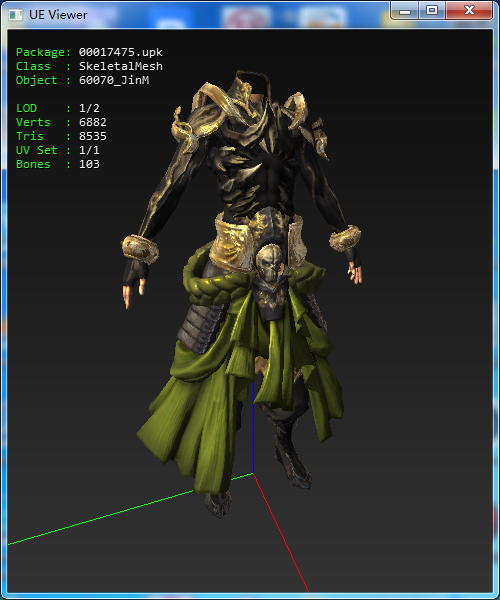 UE Viewer
Package: 00017475.upk
Class : SkeletalMesh
Object : 60070_JinM
LOD : 1/2
Verts : 6882
Tris : 8535
UV Set : 1/1
Bones : 103